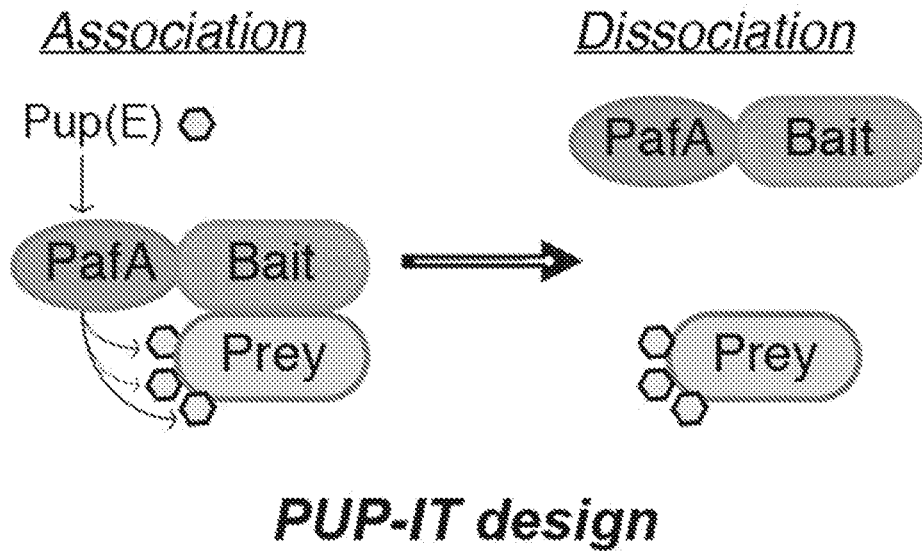 Association
Dissociation
Pup(E)
PafA
Bait
PafA
Bait
Prey
Prey
PUP-IT design